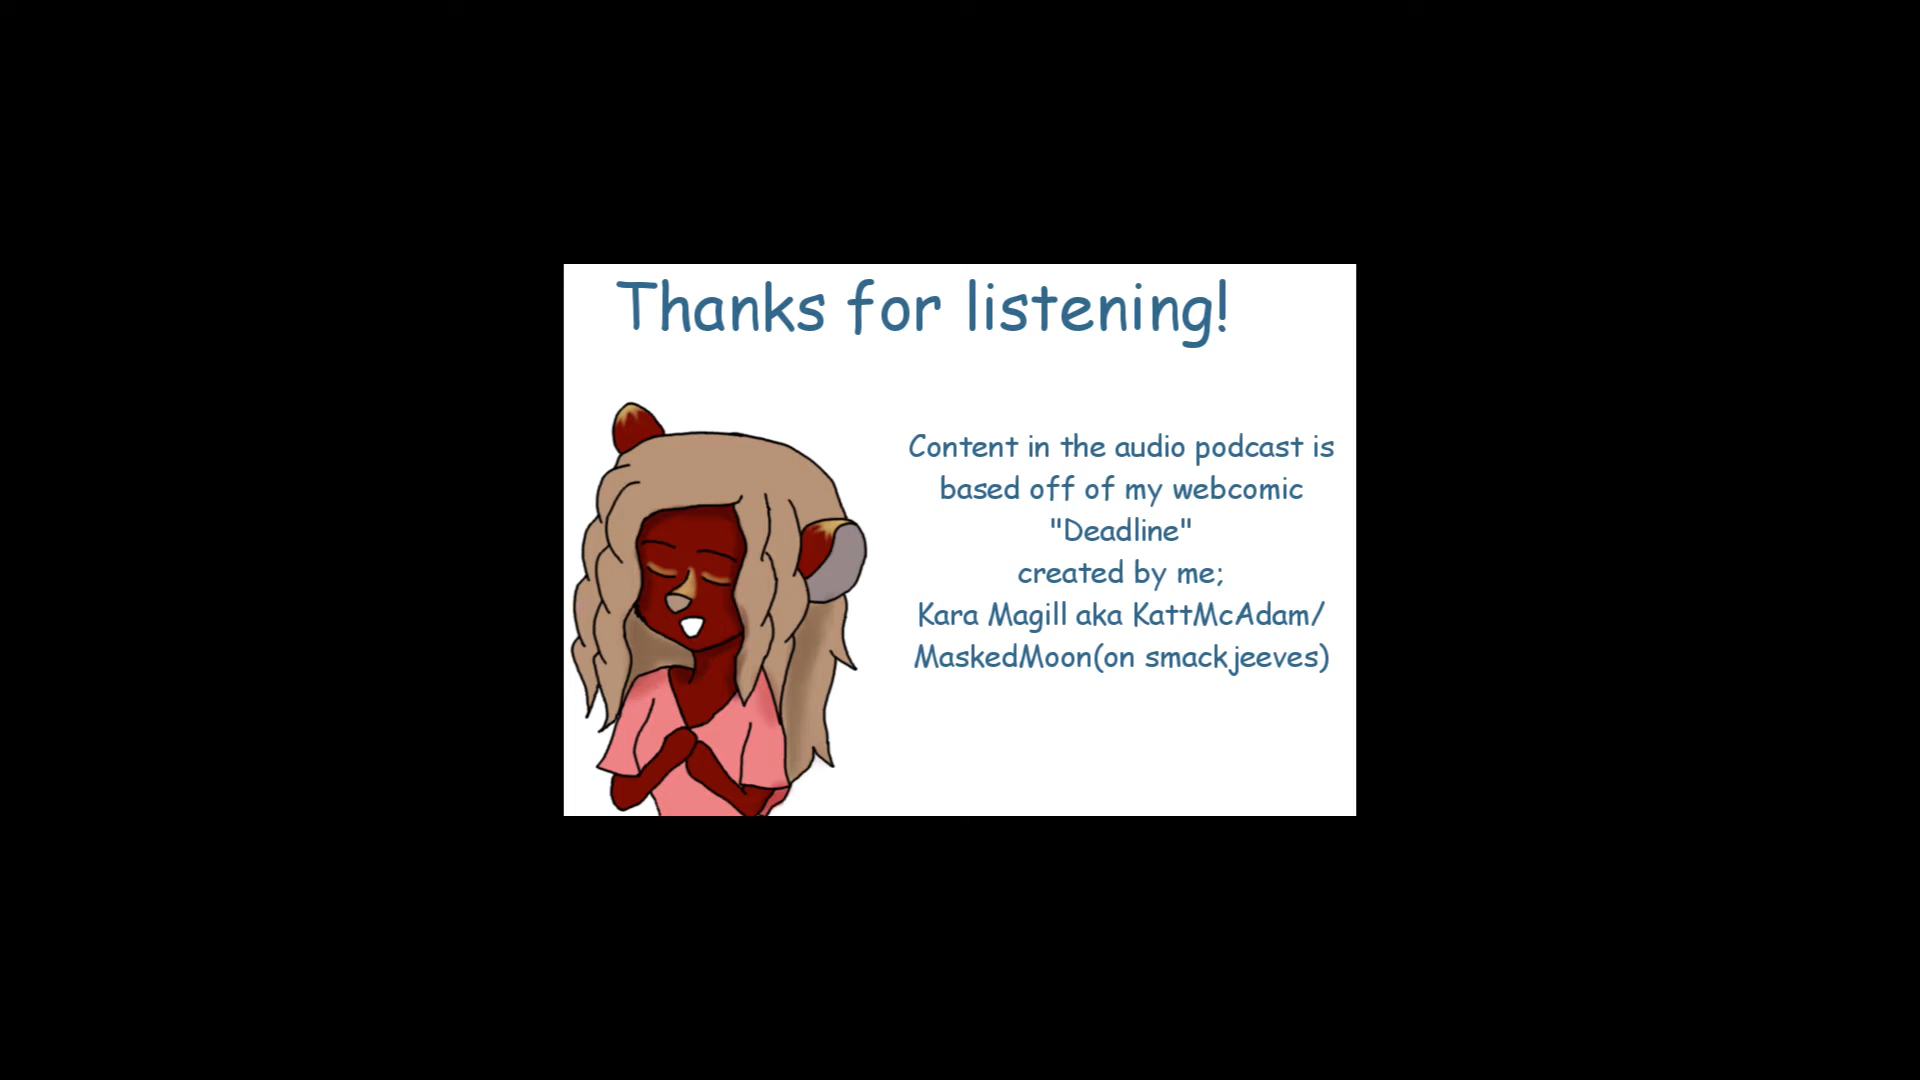 Thanks for listening!
Content in the audio podcast is
based off of my webcomic
"Deadline"
created by me;
Kara Magill aka KattMcAdam/
MaskedMoon(on smackjeeves)